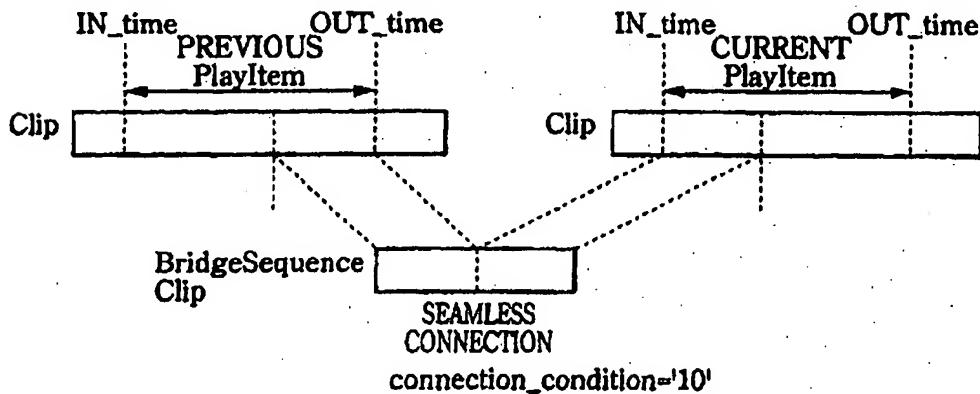 IN_time
OUT_time
PREVIOUS
PlayItem
Clip
IN_time
OUT_time
CURRENT
PlayItem
Clip
BridgeSequence
Clip
SEAMLESS
CONNECTION
connection_condition='10'